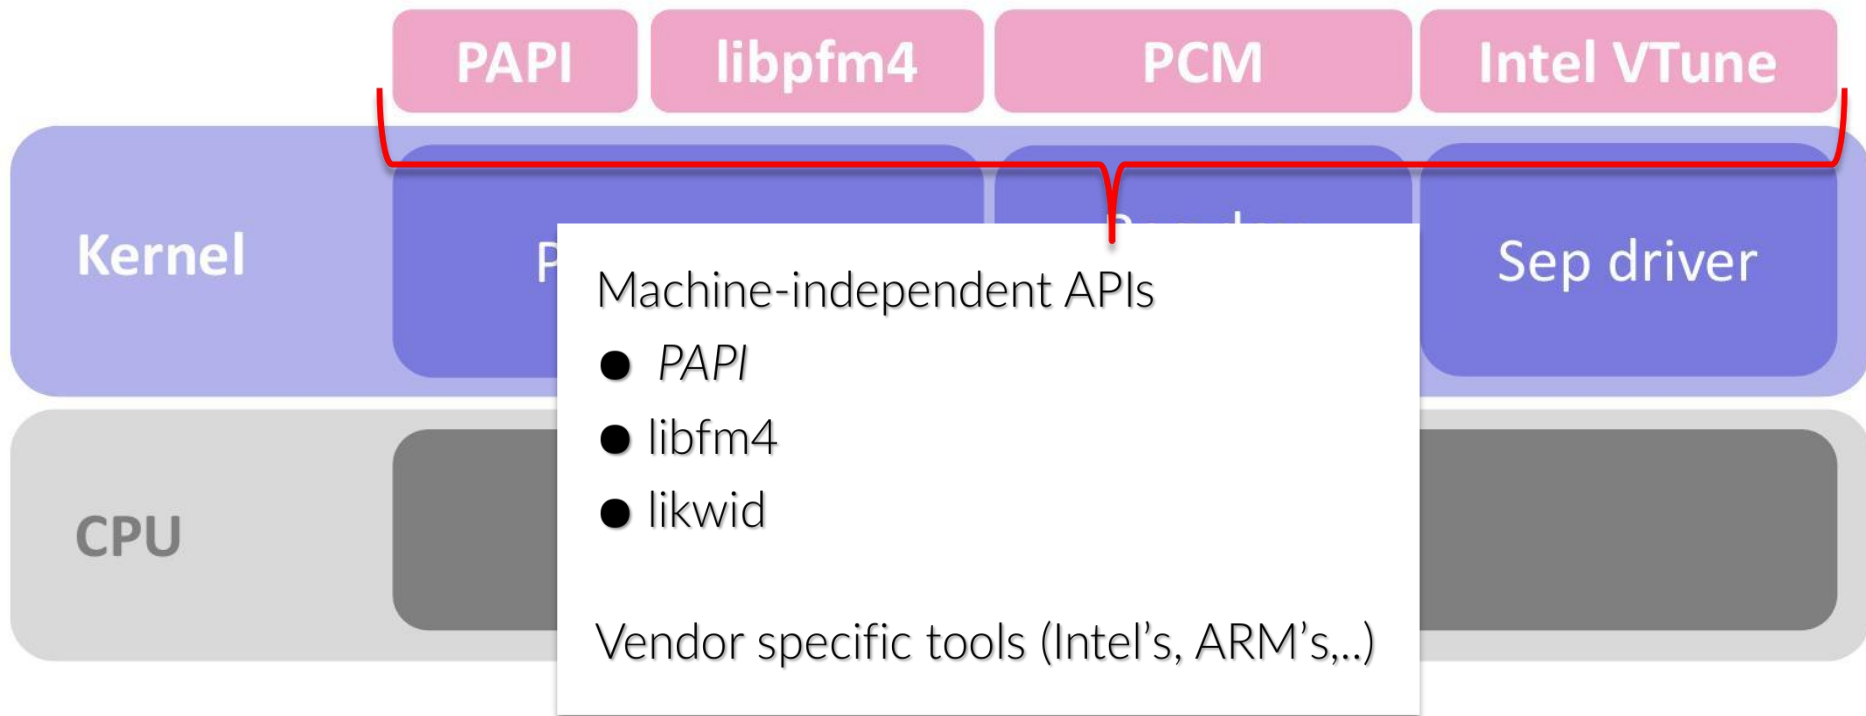 PAPI libpfm4 PCM Intel VTune
Kernel
Sep driver
Machine-independent APIs
● PAPI
● libfm4
● likwid
Vendor specific tools (Intel’s, ARM’s,..)
CPU